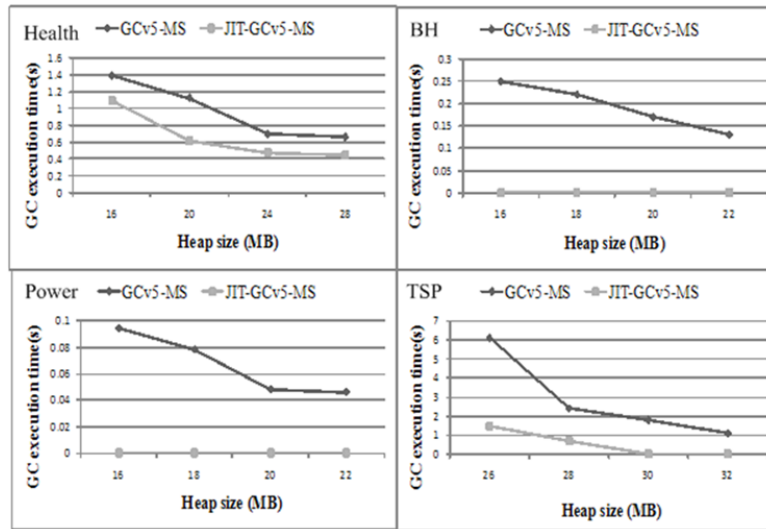 Health GCv5-MS JIT-GCv5-MS
GC execution time(s)
1.6
1.4
1.2
1
0.8
0.6
0.4
0.2
0
16 20 24 28
Heap size (MB)
BH GCv5-MS JIT-GCv5-MS
GC execution time(s)
0.3
0.25
0.2
0.15
0.1
0.05
0
16 18 20 22
Heap size (MB)
Power GCv5-MS JIT-GCv5-MS
GC execution time(s)
0.1
0.08
0.06
0.04
0.02
0
16 18 20 22
Heap size (MB)
TSP GCv5-MS JIT-GCv5-MS
GC execution time(s)
7
6
5
4
3
2
1
0
26 28 30 32
Heap size (MB)